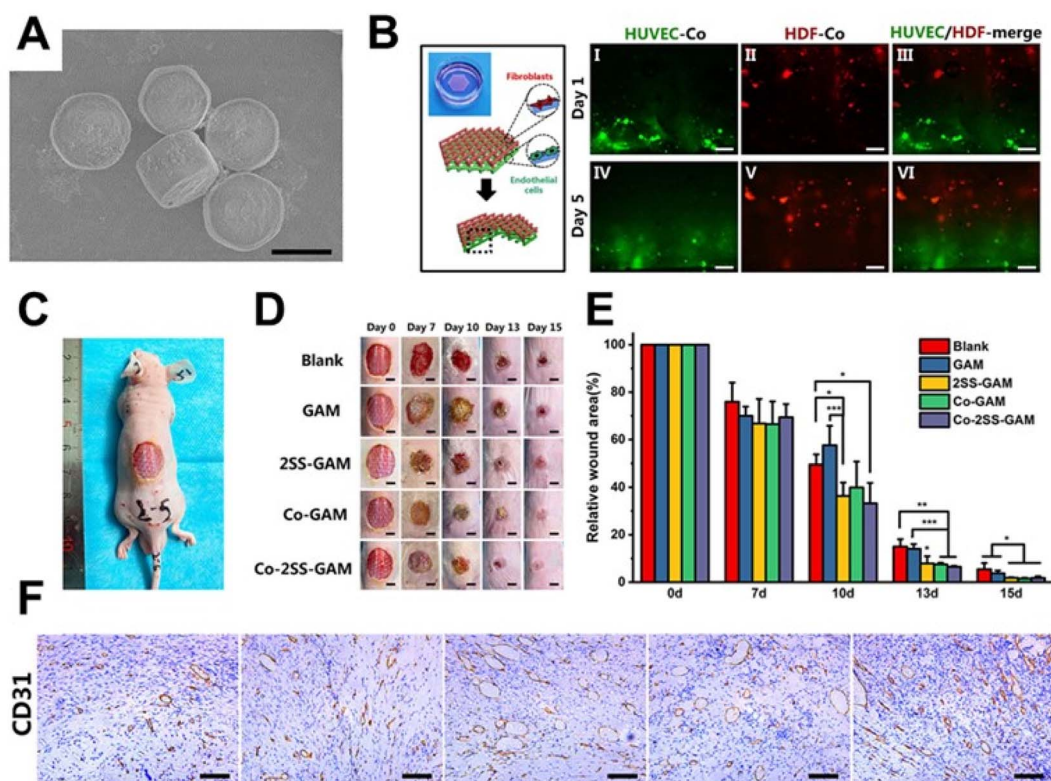 A
B
Fibroblasts
Endothelial
cells
HUVEC-Co
HDF-Co
HUVEC/HDF-merge
Day 1
I
II
III
Day 5
IV
V
VI
C
D
Day 0 Day 7 Day 10 Day 13 Day 15
Blank
GAM
2SS-GAM
Co-GAM
Co-2SS-GAM
E
Relative wound area(%)
100
80
60
40
20
0
0d 7d 10d 13d 15d
Blank
GAM
2SS-GAM
Co-GAM
Co-2SS-GAM
*
*
***
**
***
*
*
F
CD31